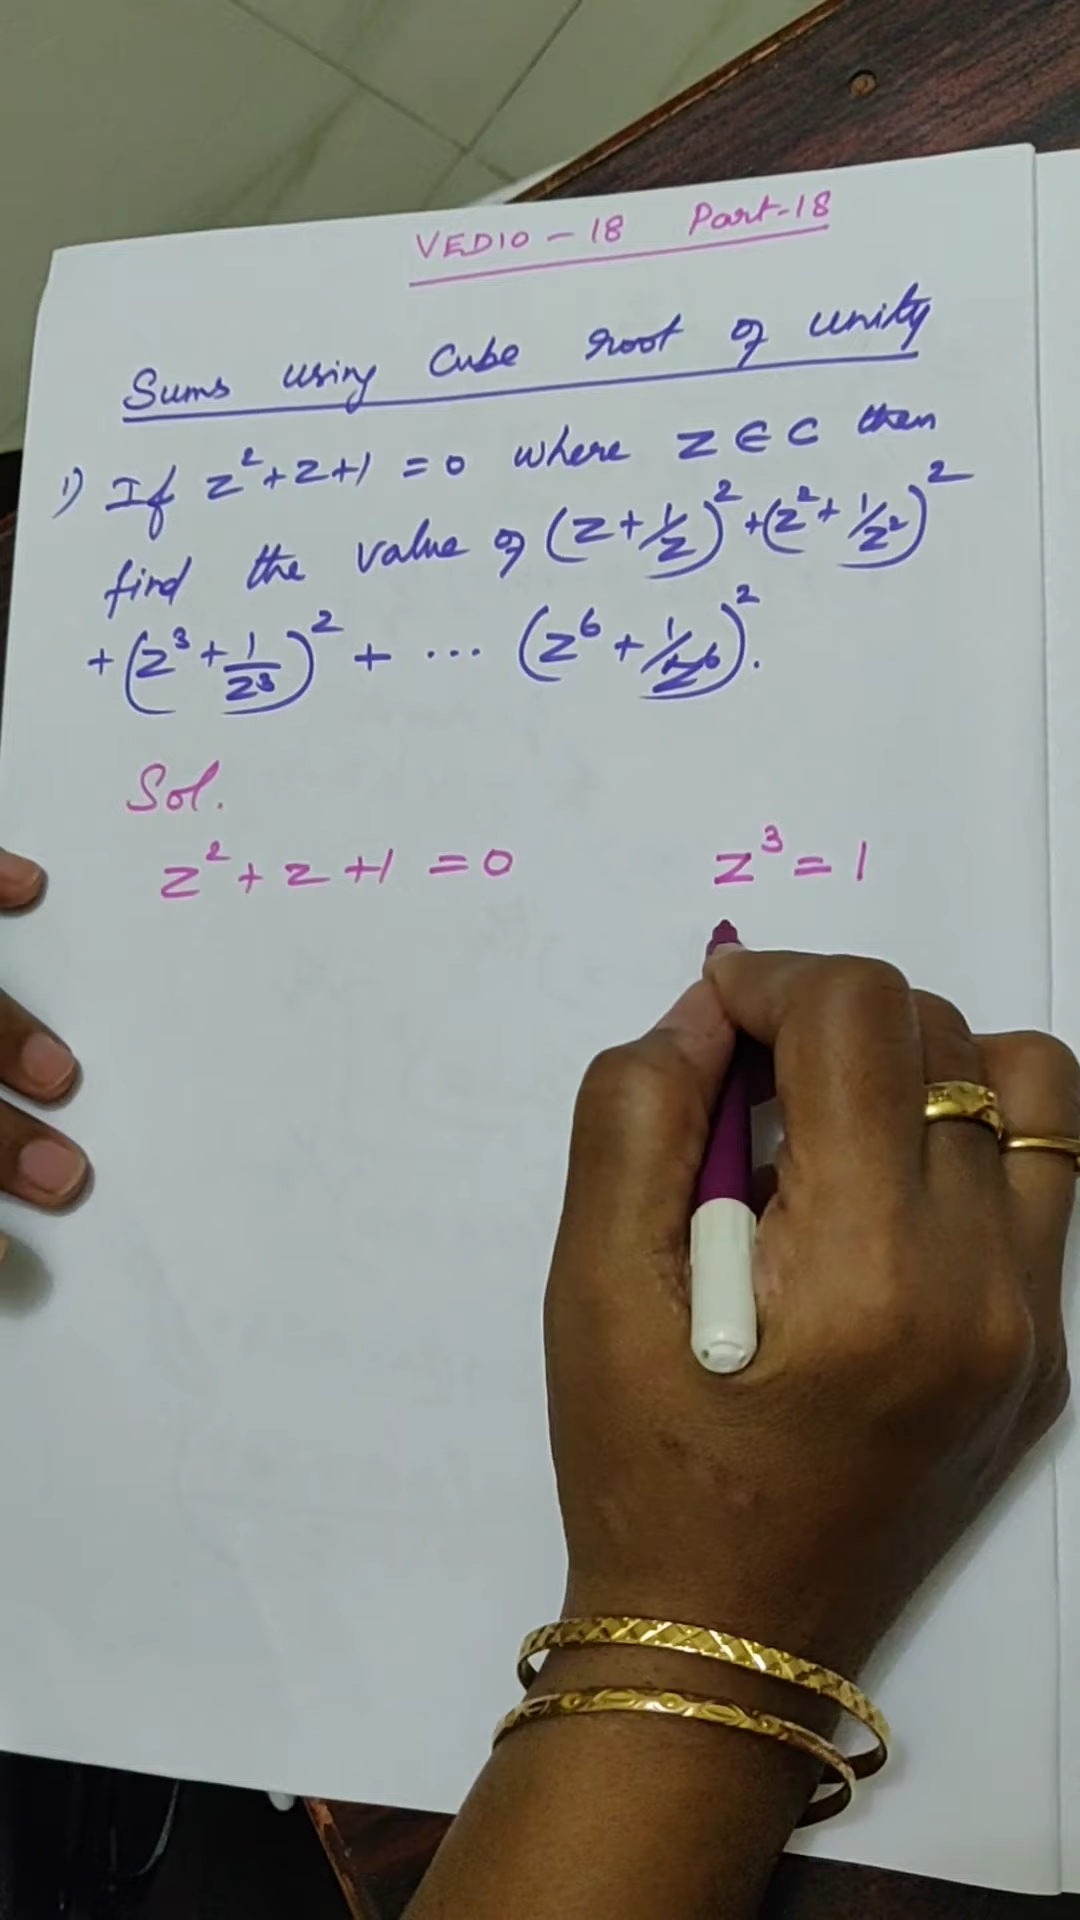 VEDIO - 18 Part-18
Sums using Cube root of unity
1) If z²+z+1 = 0 where z ∈ C then
find the value of (z+1/z)²+(z²+1/z²)²
+(z³+1/z³)²+ ... (z⁶+1/z⁶)².
Sol.
z²+z+1 = 0 z³=1